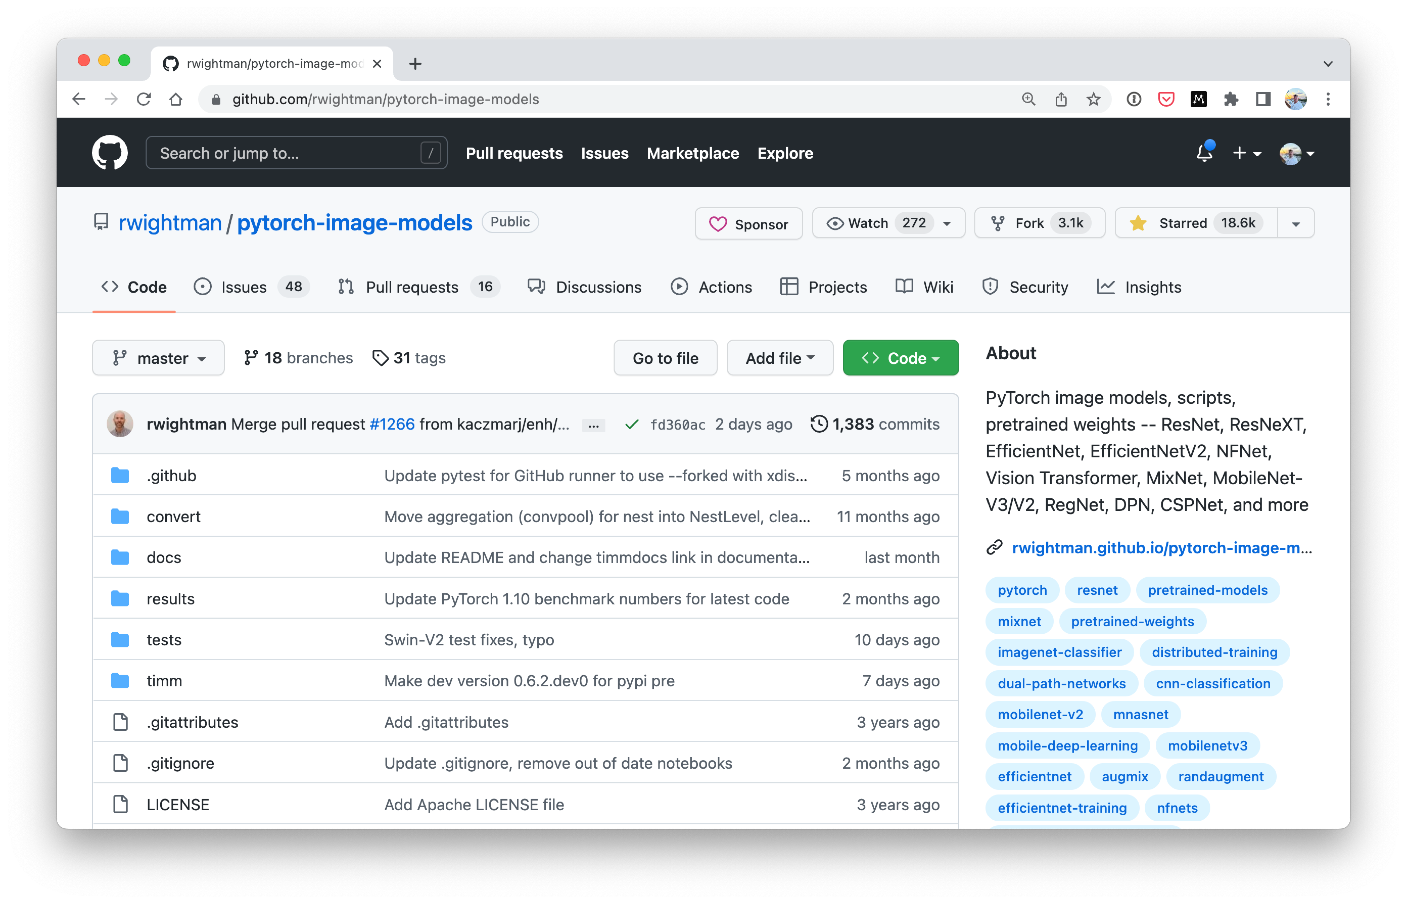 rwightman/pytorch-image-mod
github.com/rwightman/pytorch-image-models
Search or jump to...
/
Pull requests
Issues
Marketplace
Explore
rwightman / pytorch-image-models
Public
Sponsor
Watch 272
Fork 3.1k
Starred 18.6k
Code
Issues 48
Pull requests 16
Discussions
Actions
Projects
Wiki
Security
Insights
master
18 branches
31 tags
Go to file
Add file
Code
rwightman Merge pull request #1266 from kaczmarj/enh/... ... fd360ac 2 days ago 1,383 commits
.github Update pytest for GitHub runner to use --forked with xdis... 5 months ago
convert Move aggregation (convpool) for nest into NestLevel, clea... 11 months ago
docs Update README and change timmdocs link in documenta... last month
results Update PyTorch 1.10 benchmark numbers for latest code 2 months ago
tests Swin-V2 test fixes, typo 10 days ago
timm Make dev version 0.6.2.dev0 for pypi pre 7 days ago
.gitattributes Add .gitattributes 3 years ago
.gitignore Update .gitignore, remove out of date notebooks 2 months ago
LICENSE Add Apache LICENSE file 3 years ago
About
PyTorch image models, scripts,
pretrained weights -- ResNet, ResNeXT,
EfficientNet, EfficientNetV2, NFNet,
Vision Transformer, MixNet, MobileNet-
V3/V2, RegNet, DPN, CSPNet, and more
rwightman.github.io/pytorch-image-m...
pytorch resnet pretrained-models
mixnet pretrained-weights
imagenet-classifier distributed-training
dual-path-networks cnn-classification
mobilenet-v2 mnasnet
mobile-deep-learning mobilenetv3
efficientnet augmix randaugment
efficientnet-training nfnets